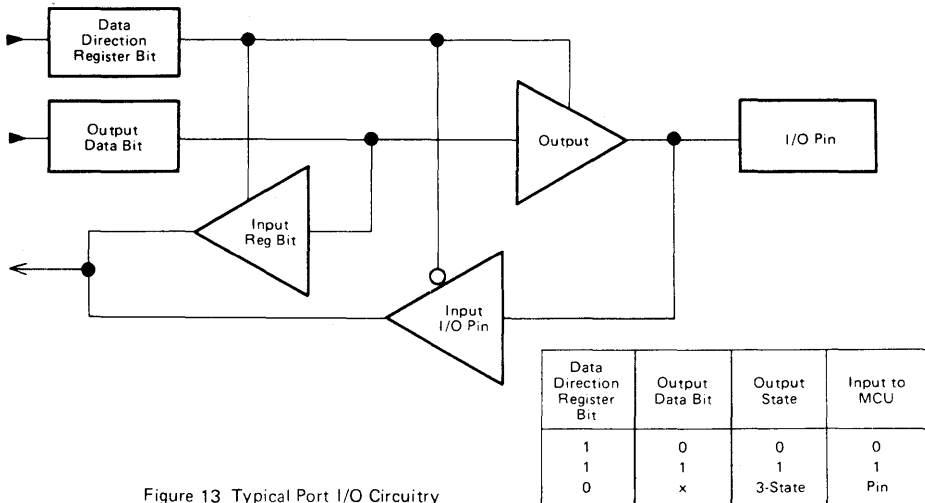 Data
Direction
Register Bit
Output
Data Bit
Output
I/O Pin
Input
Reg Bit
Input
I/O Pin
Data
Direction
Register
Bit
Output
Data Bit
Output
State
Input to
MCU
1 0 0 0
1 1 1 1
0 x 3-State Pin
Figure 13 Typical Port I/O Circuitry